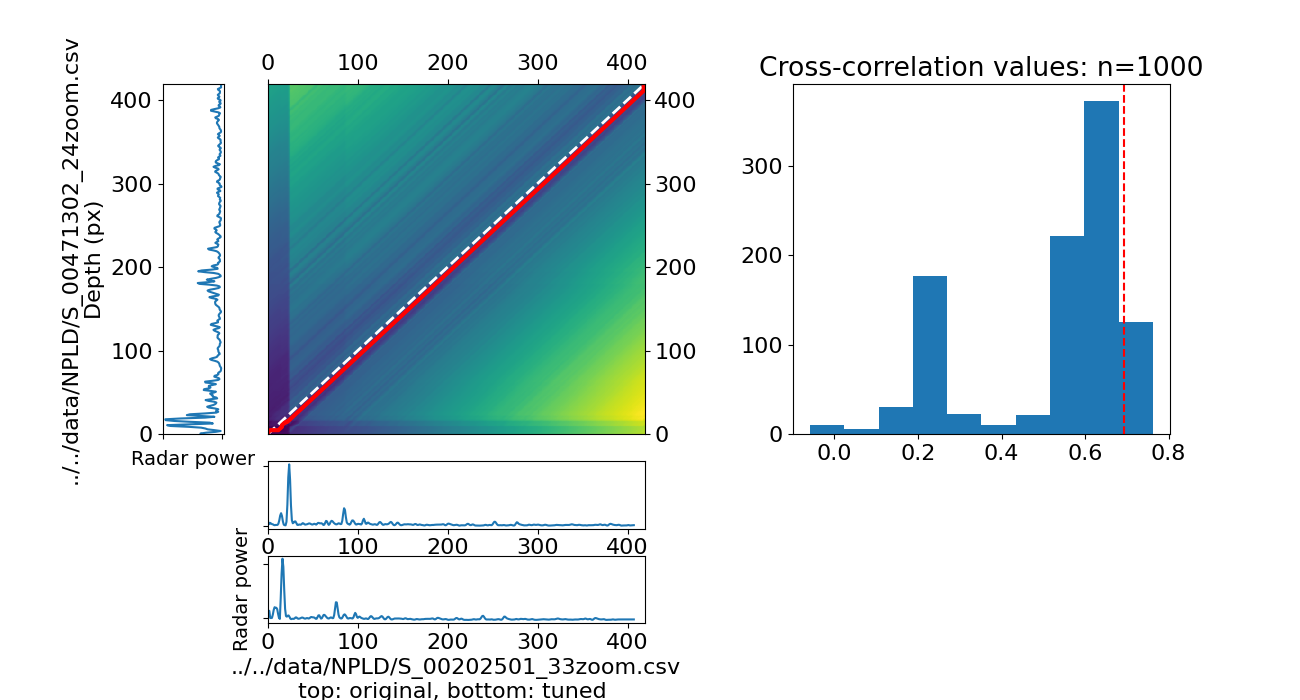 0 100 200 300 400
Cross-correlation values: n=1000
../../data/NPLD/S_00471302_24zoom.csv
Depth (px)
400
300
200
100
0
400
300
200
100
0
300
200
100
0
0.0 0.2 0.4 0.6 0.8
Radar power
0 100 200 300 400
Radar power
0 100 200 300 400
../../data/NPLD/S_00202501_33zoom.csv
top: original, bottom: tuned